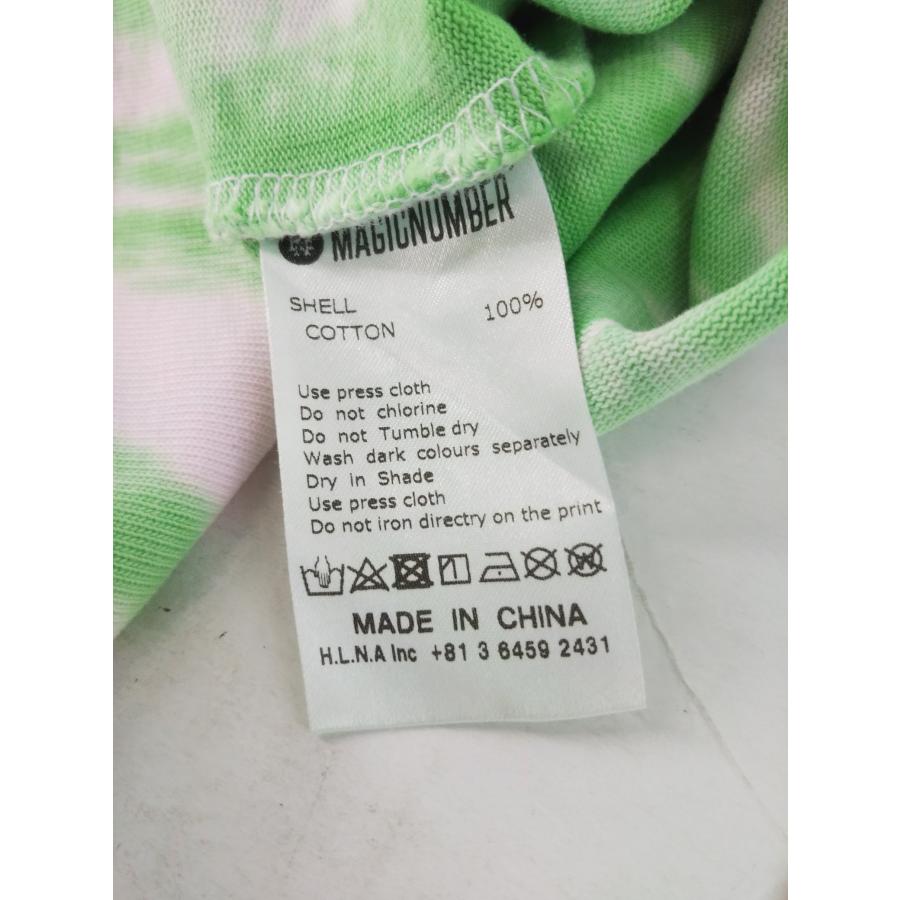 MAGICNUMBER
SHELL
COTTON 100%
Use press cloth
Do not chlorine
Do not Tumble dry
Wash dark colours separately
Dry in Shade
Use press cloth
Do not iron directry on the print
MADE IN CHINA
H.L.N.A Inc +81 3 6459 2431